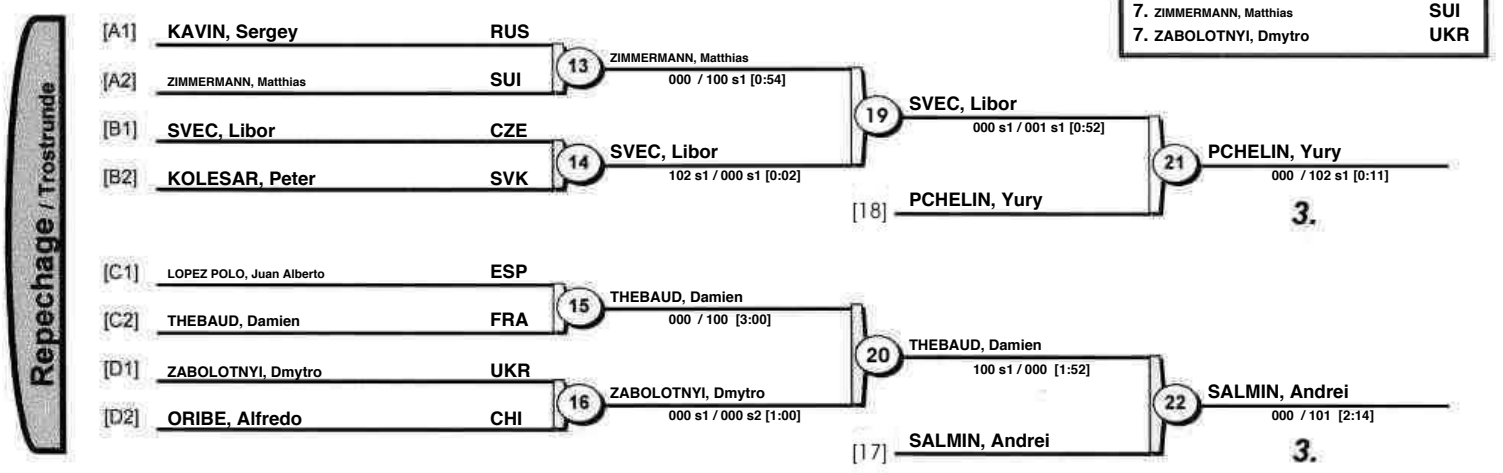 7. ZIMMERMANN, Matthias SUI
7. ZABOLOTNYI, Dmytro UKR
Repechage / Trostrunde
[A1] KAVIN, Sergey RUS
13 ZIMMERMANN, Matthias
000 / 100 s1 [0:54]
[A2] ZIMMERMANN, Matthias SUI
19 SVEC, Libor
000 s1 / 001 s1 [0:52]
[B1] SVEC, Libor CZE
14 SVEC, Libor
102 s1 / 000 s1 [0:02]
[B2] KOLESAR, Peter SVK
21 PCHELIN, Yury
000 / 102 s1 [0:11]
[18] PCHELIN, Yury
3.
[C1] LOPEZ POLO, Juan Alberto ESP
15 THEBAUD, Damien
000 / 100 [3:00]
[C2] THEBAUD, Damien FRA
20 THEBAUD, Damien
100 s1 / 000 [1:52]
[D1] ZABOLOTNYI, Dmytro UKR
16 ZABOLOTNYI, Dmytro
000 s1 / 000 s2 [1:00]
[D2] ORIBE, Alfredo CHI
22 SALMIN, Andrei
000 / 101 [2:14]
[17] SALMIN, Andrei
3.